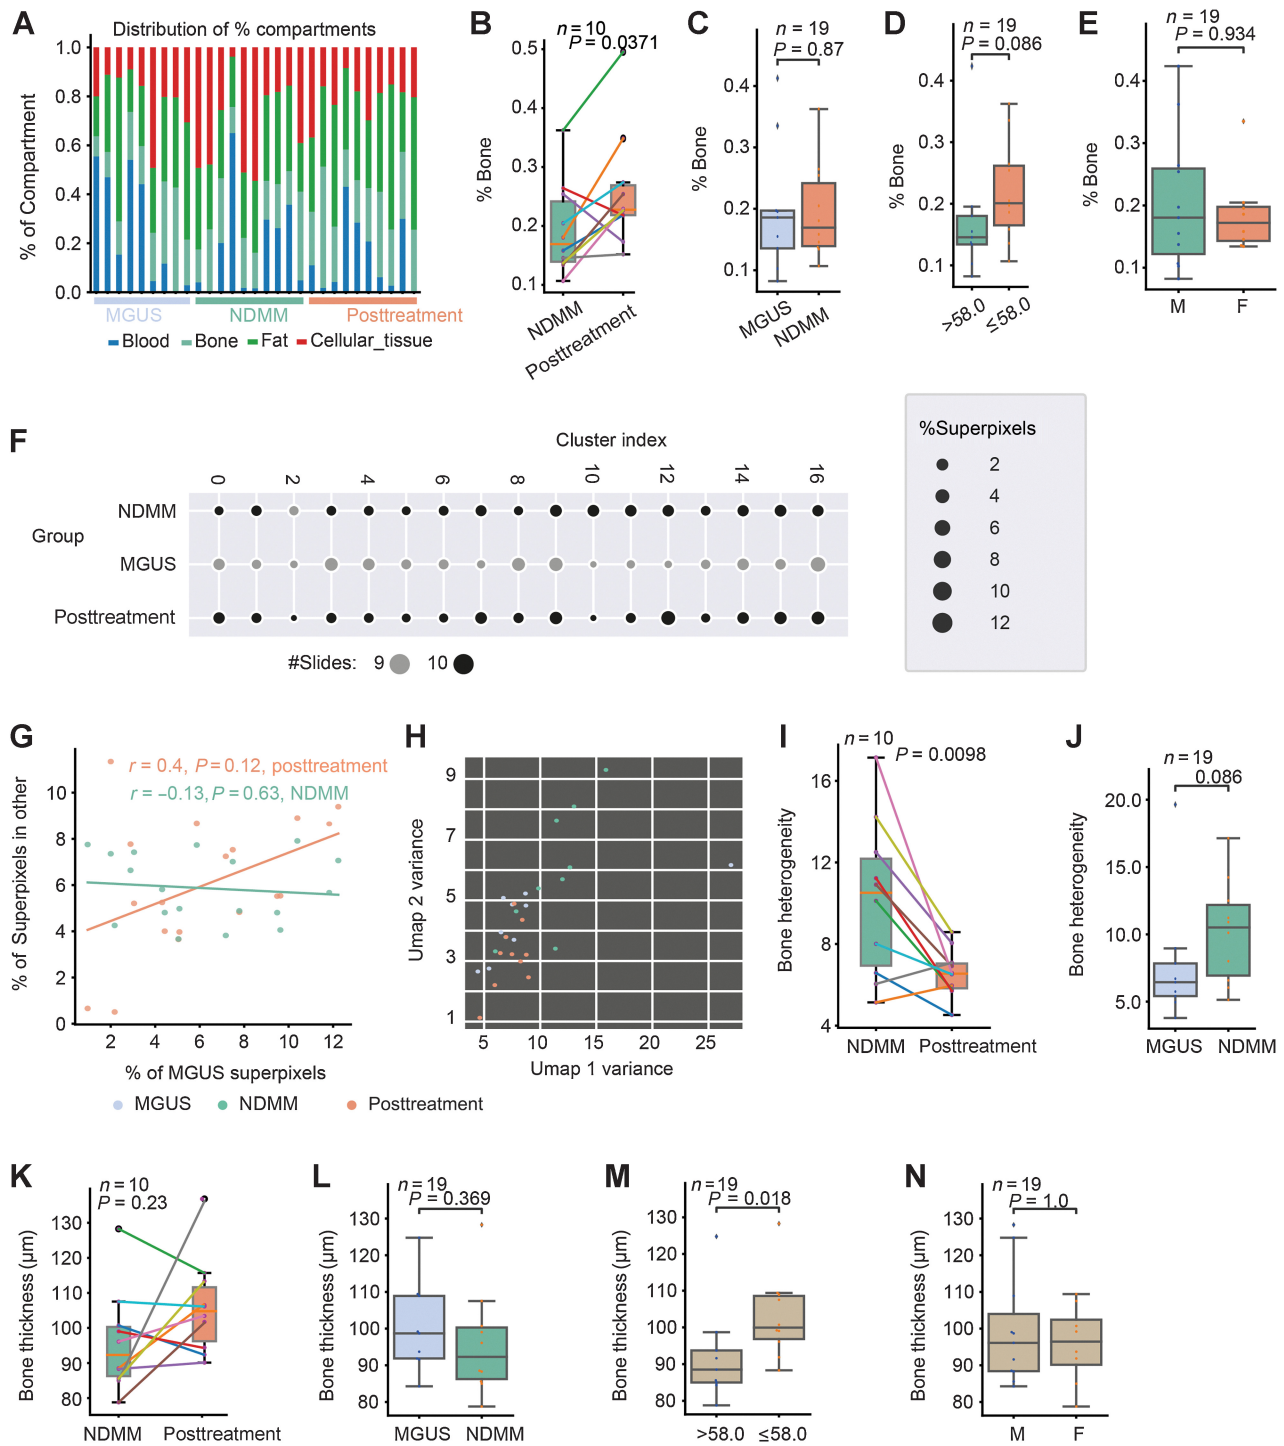 A
Distribution of % compartments
% of Compartment
1.0
0.8
0.6
0.4
0.2
0.0
MGUS
NDMM
Posttreatment
Blood
Bone
Fat
Cellular_tissue
B
n = 10
P = 0.0371
% Bone
0.5
0.4
0.3
0.2
0.1
NDMM
Posttreatment
C
n = 19
P = 0.87
% Bone
0.4
0.3
0.2
0.1
MGUS
NDMM
D
n = 19
P = 0.086
% Bone
0.4
0.3
0.2
0.1
>58.0
≤58.0
E
n = 19
P = 0.934
% Bone
0.4
0.3
0.2
0.1
M
F
F
Cluster index
0 2 4 6 8 10 12 14 16
Group
NDMM
MGUS
Posttreatment
#Slides: 9 10
%Superpixels
2
4
6
8
10
12
G
r = 0.4, P = 0.12, posttreatment
r = –0.13, P = 0.63, NDMM
% of Superpixels in other
10
8
6
4
2
0
2 4 6 8 10 12
% of MGUS superpixels
MGUS
NDMM
Posttreatment
H
Umap 2 variance
9
7
5
3
1
5 10 15 20 25
Umap 1 variance
I
n = 10
P = 0.0098
Bone heterogeneity
16
12
8
4
NDMM
Posttreatment
J
n = 19
0.086
Bone heterogeneity
20.0
15.0
10.0
5.0
MGUS
NDMM
K
n = 10
P = 0.23
Bone thickness (µm)
130
120
110
100
90
80
NDMM
Posttreatment
L
n = 19
P = 0.369
Bone thickness (µm)
130
120
110
100
90
80
MGUS
NDMM
M
n = 19
P = 0.018
Bone thickness (µm)
130
120
110
100
90
80
>58.0
≤58.0
N
n = 19
P = 1.0
Bone thickness (µm)
130
120
110
100
90
80
M
F